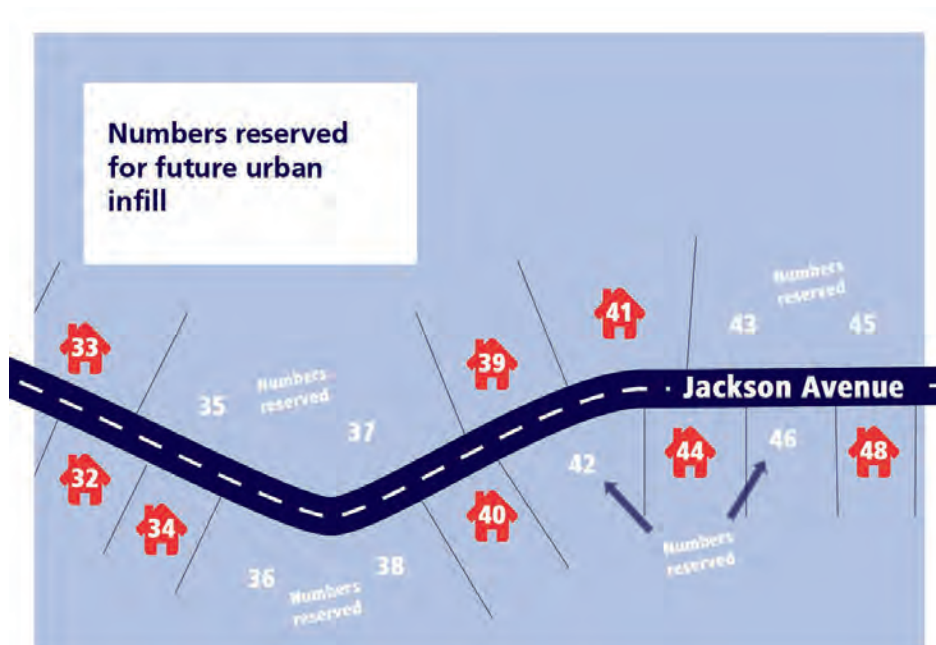 Numbers reserved
for future urban
infill
Numbers
reserved
43
45
41
33
39
Jackson Avenue
35
Numbers
reserved
37
32
34
42
44
46
48
40
36
38
Numbers
reserved
Numbers
reserved